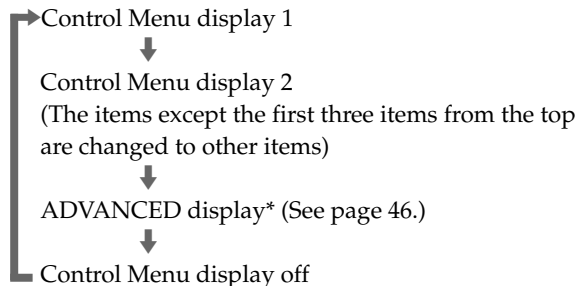 Control Menu display 1
Control Menu display 2
(The items except the first three items from the top
are changed to other items)
ADVANCED display* (See page 46.)
Control Menu display off